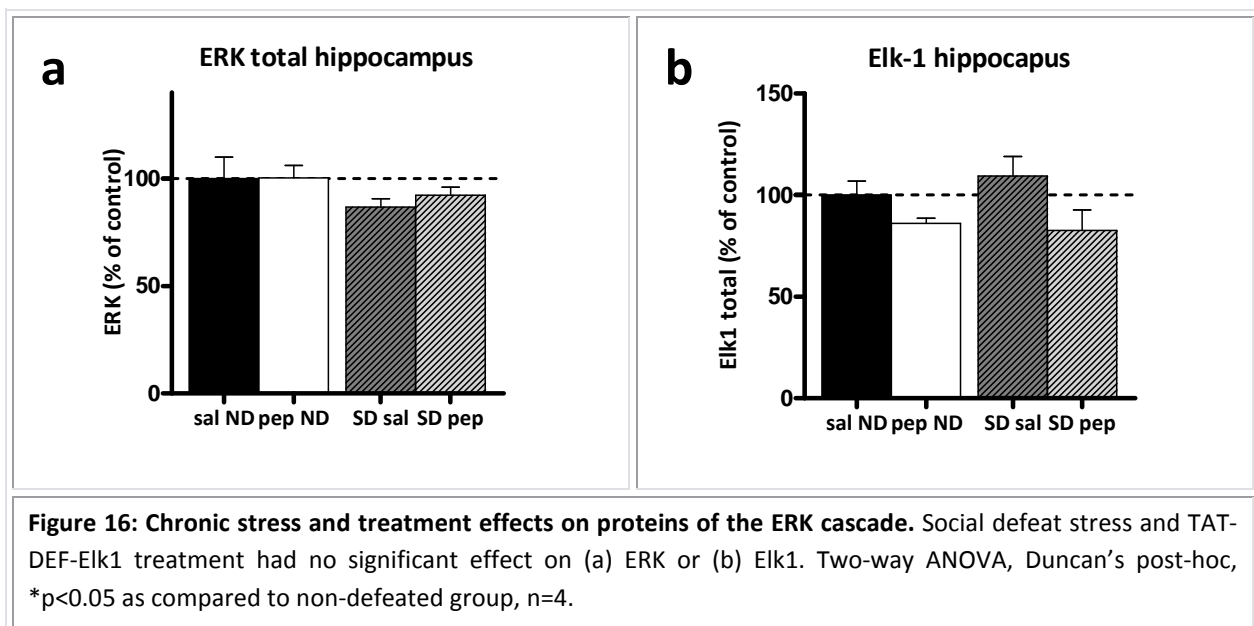 a
ERK total hippocampus
ERK (% of control)
100
50
0
sal ND pep ND SD sal SD pep
b
Elk-1 hippocapus
Elk1 total (% of control)
150
100
50
0
sal ND pep ND SD sal SD pep
Figure 16: Chronic stress and treatment effects on proteins of the ERK cascade. Social defeat stress and TAT-
DEF-Elk1 treatment had no significant effect on (a) ERK or (b) Elk1. Two-way ANOVA, Duncan’s post-hoc,
*p<0.05 as compared to non-defeated group, n=4.